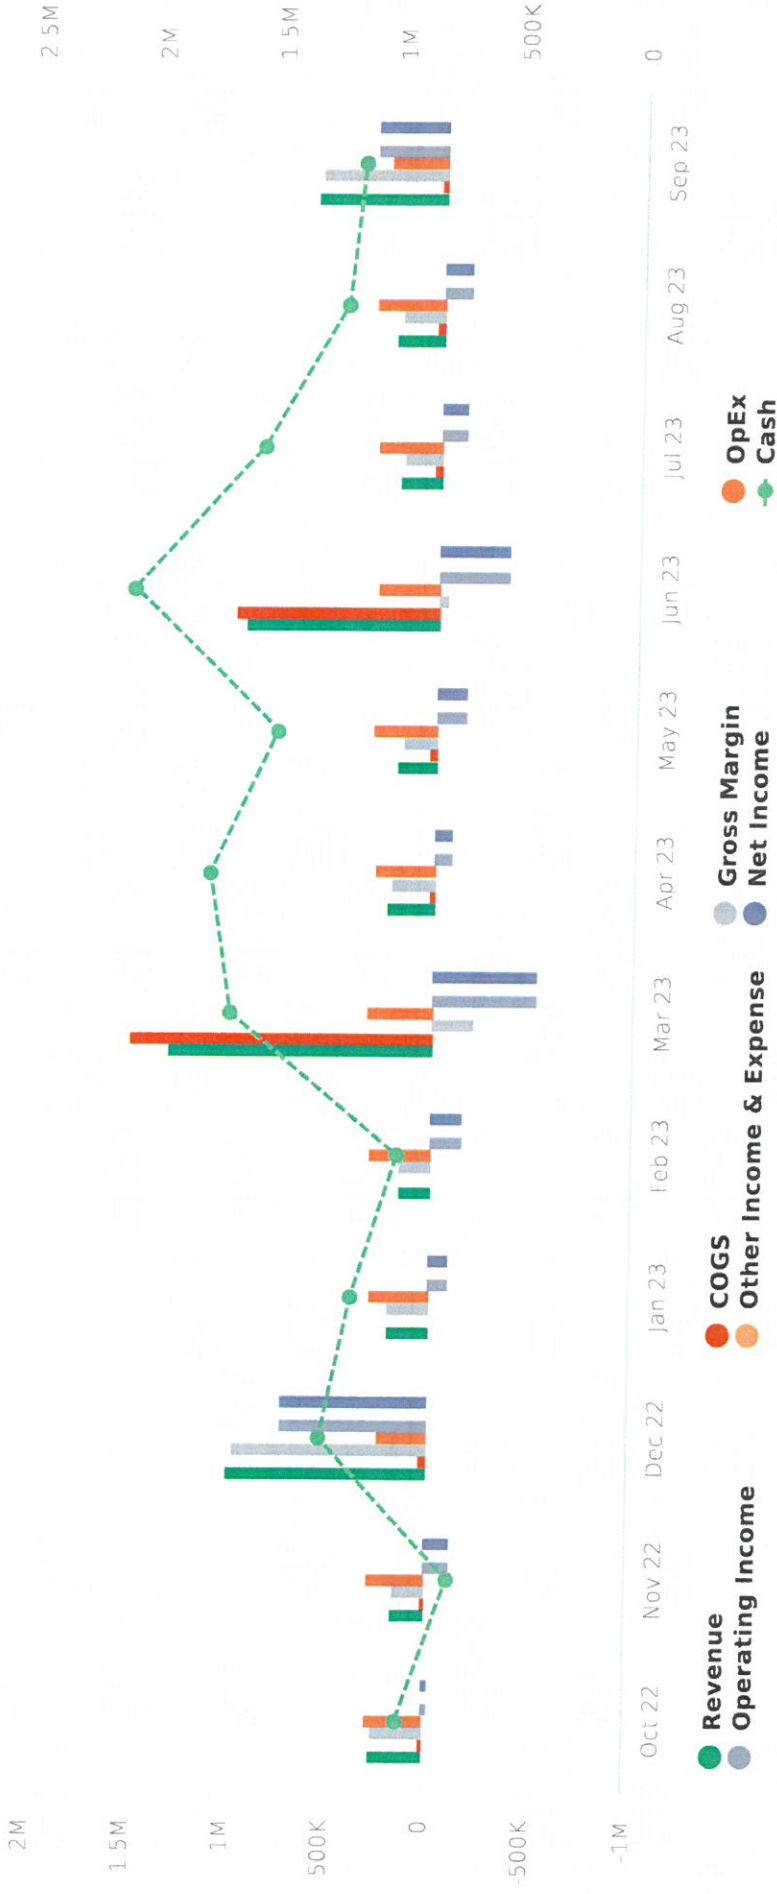 2M
1 5M
1M
500K
0
-500K
-1M
2 5M
2M
1 5M
1M
500K
0
Oct 22 Nov 22 Dec 22 Jan 23 Feb 23 Mar 23 Apr 23 May 23 Jun 23 Jul 23 Aug 23 Sep 23
Revenue COGS Gross Margin OpEx
Operating Income Other Income & Expense Net Income Cash